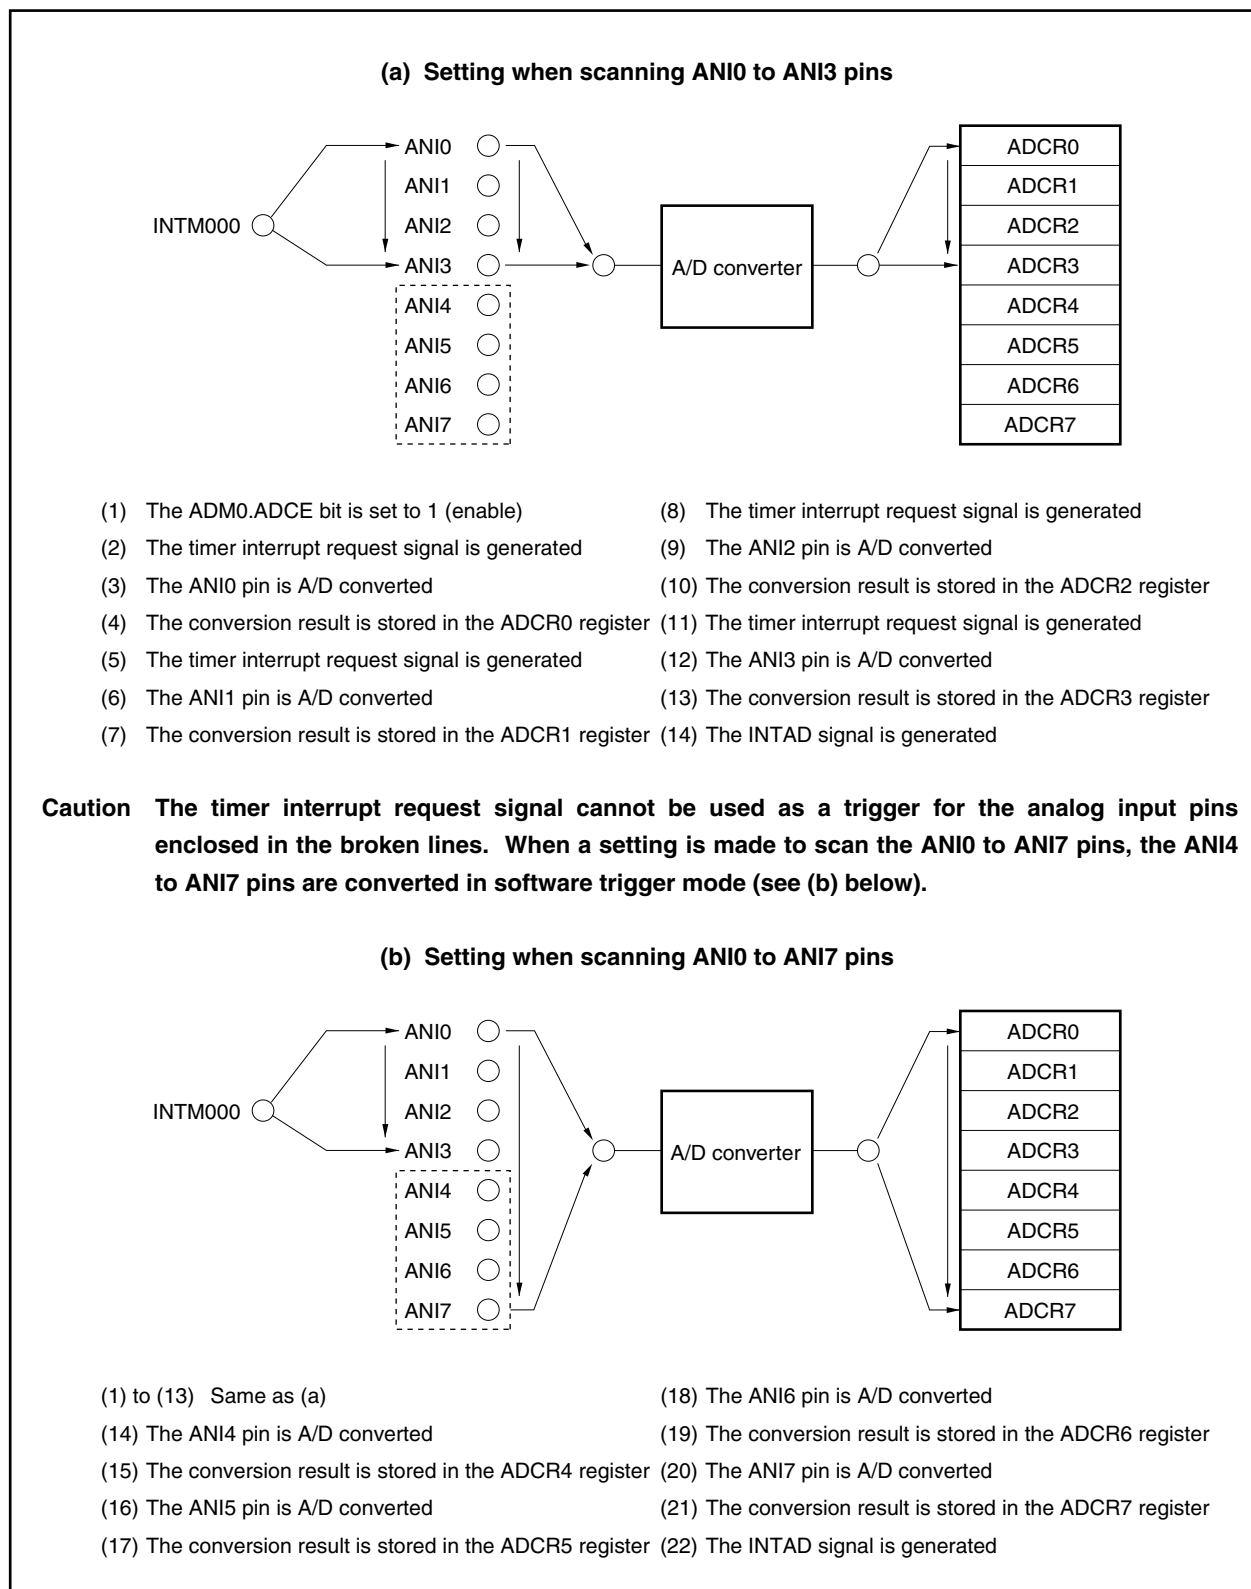 (a) Setting when scanning ANI0 to ANI3 pins
INTM000
ANI0
ANI1
ANI2
ANI3
ANI4
ANI5
ANI6
ANI7
A/D converter
ADCR0
ADCR1
ADCR2
ADCR3
ADCR4
ADCR5
ADCR6
ADCR7
(1) The ADM0.ADCE bit is set to 1 (enable)
(2) The timer interrupt request signal is generated
(3) The ANI0 pin is A/D converted
(4) The conversion result is stored in the ADCR0 register
(5) The timer interrupt request signal is generated
(6) The ANI1 pin is A/D converted
(7) The conversion result is stored in the ADCR1 register
(8) The timer interrupt request signal is generated
(9) The ANI2 pin is A/D converted
(10) The conversion result is stored in the ADCR2 register
(11) The timer interrupt request signal is generated
(12) The ANI3 pin is A/D converted
(13) The conversion result is stored in the ADCR3 register
(14) The INTAD signal is generated
Caution The timer interrupt request signal cannot be used as a trigger for the analog input pins
enclosed in the broken lines. When a setting is made to scan the ANI0 to ANI7 pins, the ANI4
to ANI7 pins are converted in software trigger mode (see (b) below).
(b) Setting when scanning ANI0 to ANI7 pins
INTM000
ANI0
ANI1
ANI2
ANI3
ANI4
ANI5
ANI6
ANI7
A/D converter
ADCR0
ADCR1
ADCR2
ADCR3
ADCR4
ADCR5
ADCR6
ADCR7
(1) to (13) Same as (a)
(14) The ANI4 pin is A/D converted
(15) The conversion result is stored in the ADCR4 register
(16) The ANI5 pin is A/D converted
(17) The conversion result is stored in the ADCR5 register
(18) The ANI6 pin is A/D converted
(19) The conversion result is stored in the ADCR6 register
(20) The ANI7 pin is A/D converted
(21) The conversion result is stored in the ADCR7 register
(22) The INTAD signal is generated